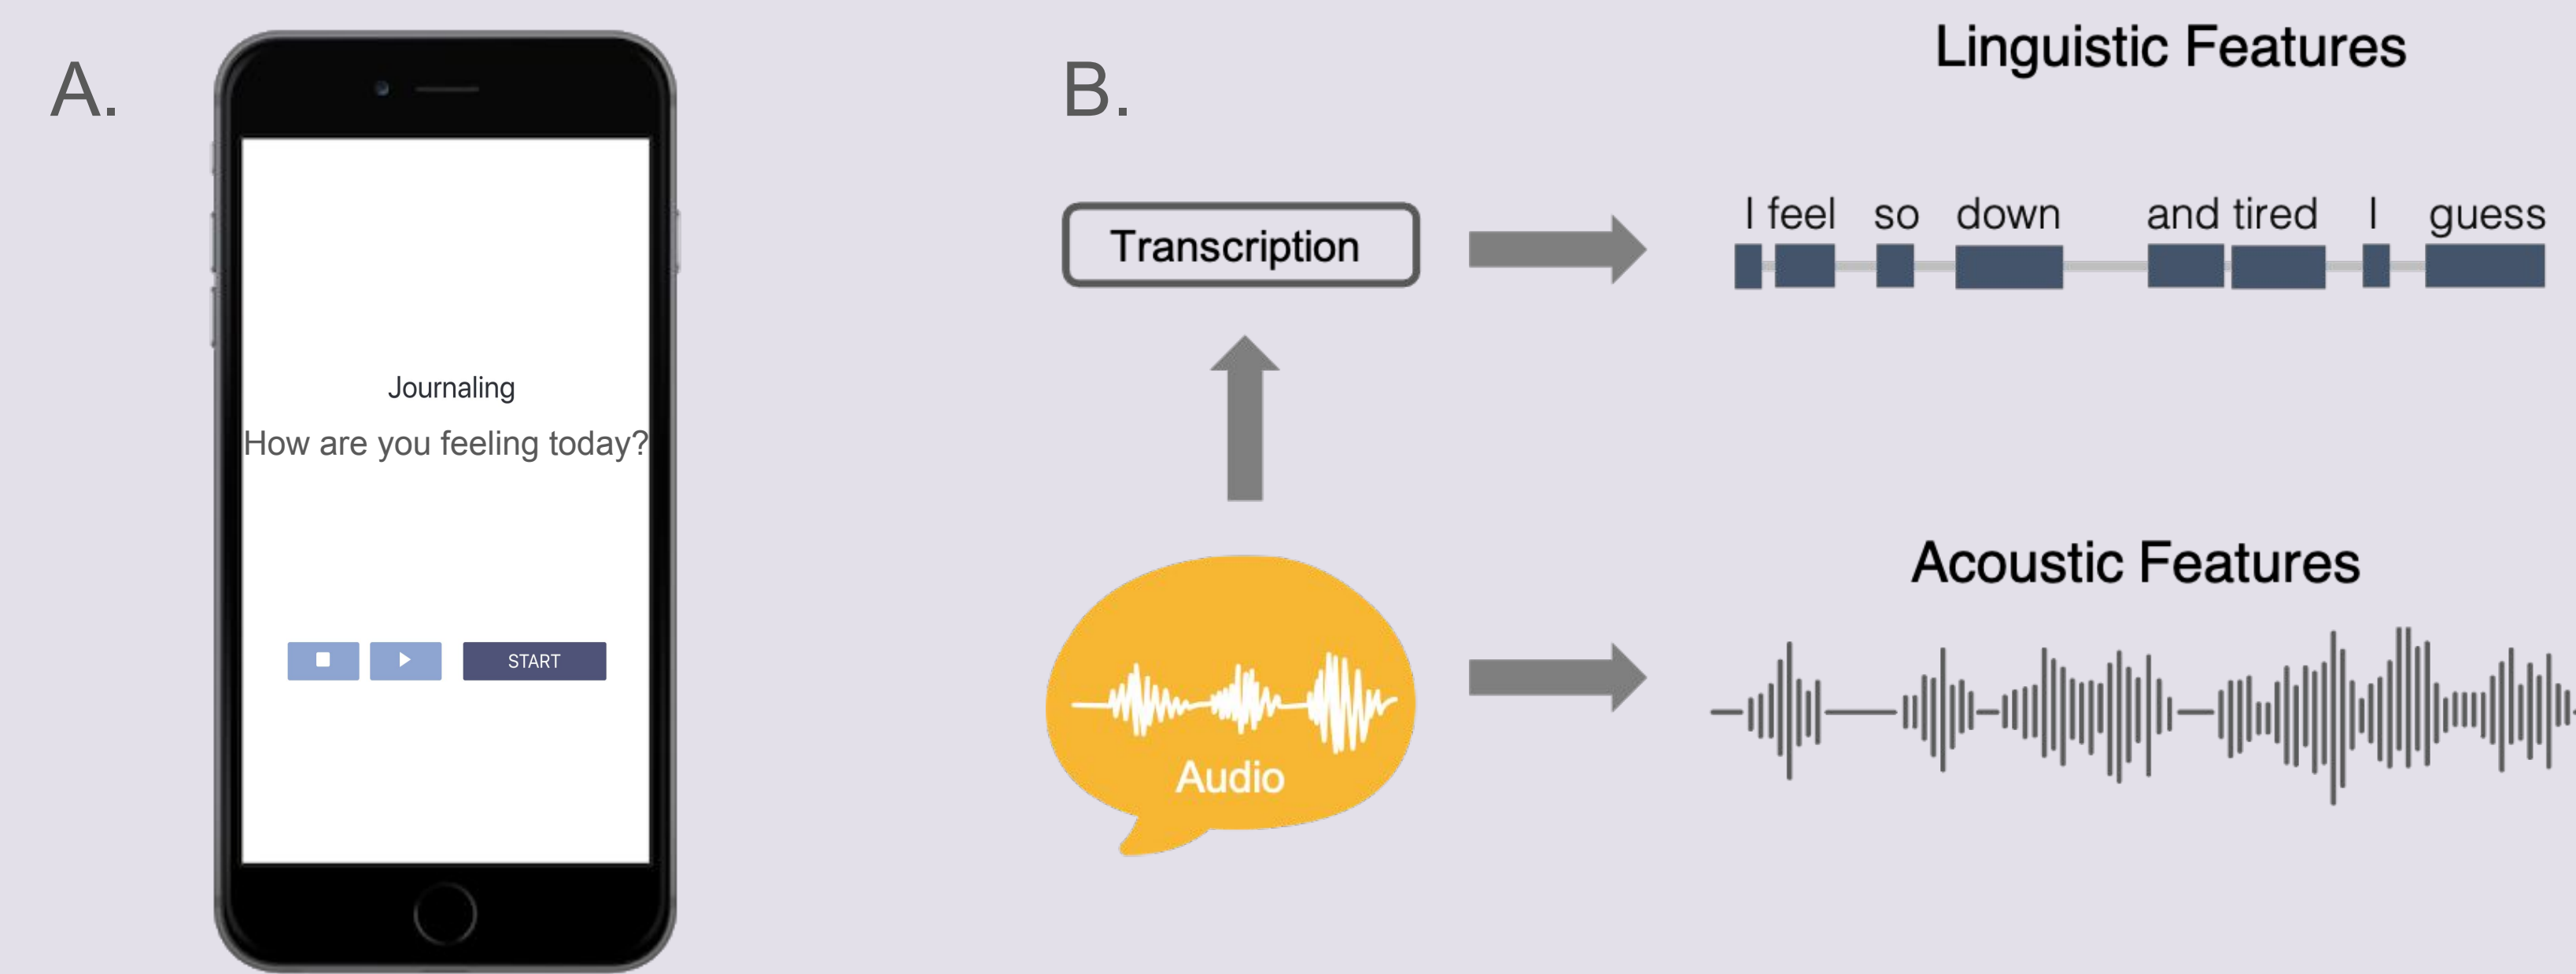 A.
Journaling
How are you feeling today?
START
B.
Linguistic Features
Transcription
I feel so down and tired I guess
Acoustic Features
Audio